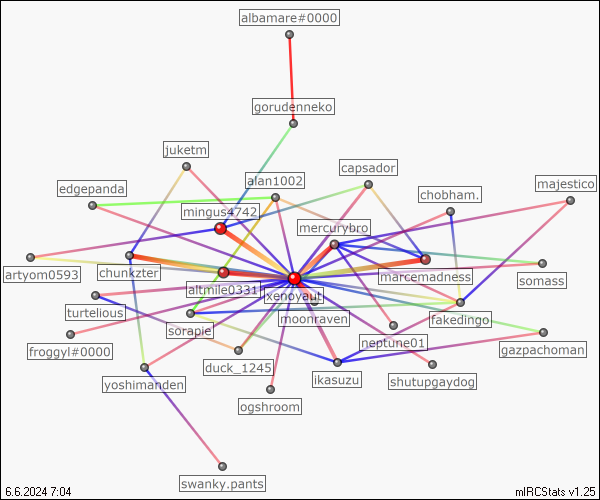 albamare#0000
gorudenneko
juketm
capsador
alan1002
edgepanda
chobham.
majestico
mingus4742
mercurybro
artyom0593
chunkzter
marcemadness
somass
altmile0331
xenoyaut
turtelious
moonraven
fakedingo
sorapie
neptune01
froggyl#0000
gazpachoman
duck_1245
ikasuzu
shutupgaydog
yoshimanden
ogshroom
swanky.pants
6.6.2024 7:04
mIRCStats v1.25